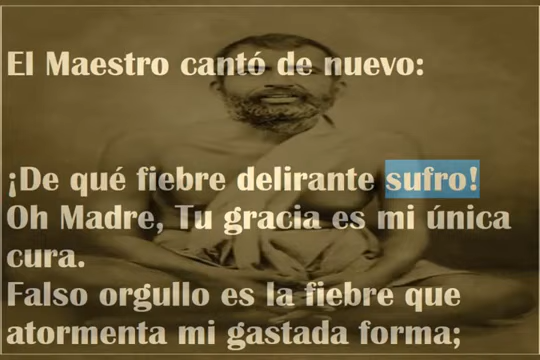 El Maestro cantó de nuevo:
¡De qué fiebre delirante sufro!
Oh Madre, Tu gracia es mi única
cura.
Falso orgullo es la fiebre que
atormenta mi gastada forma;